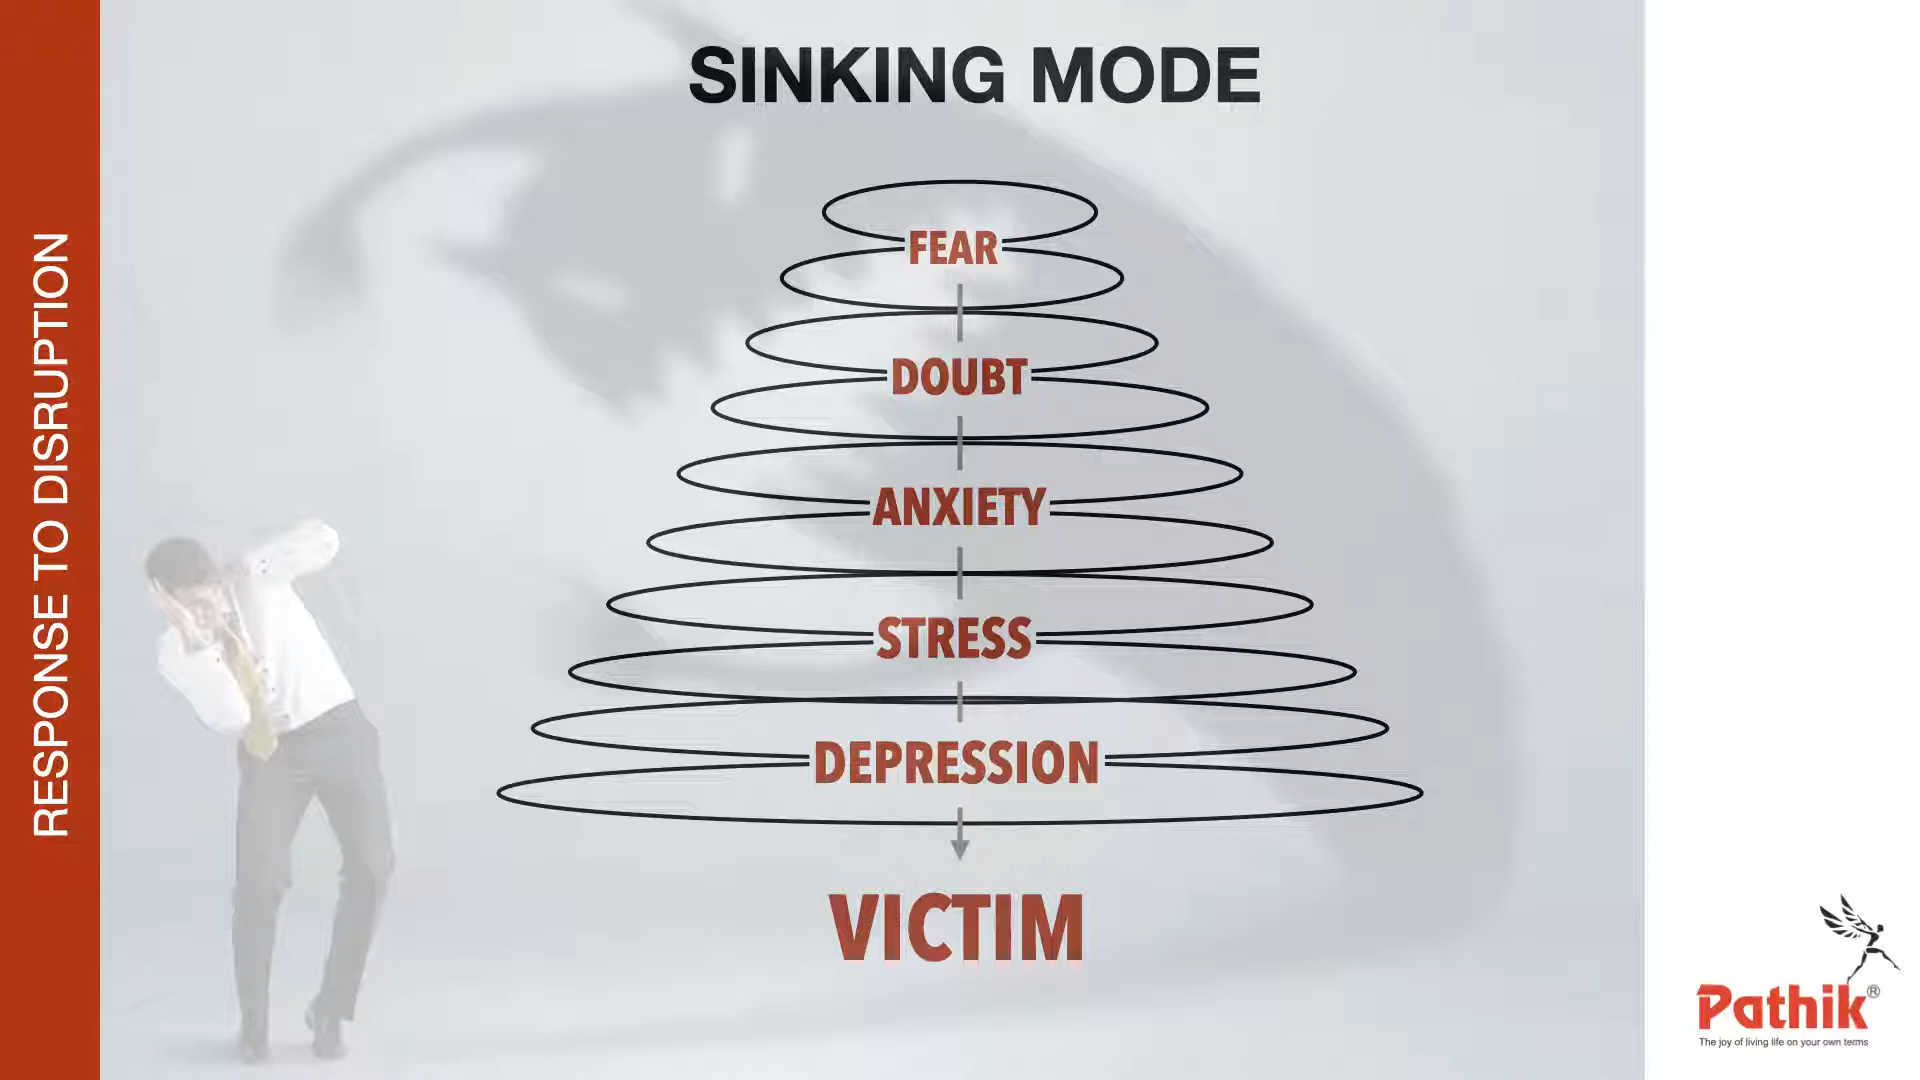 SINKING MODE
RESPONSE TO DISRUPTION
FEAR
DOUBT
ANXIETY
STRESS
DEPRESSION
VICTIM
Pathik®
The joy of living life on your own terms